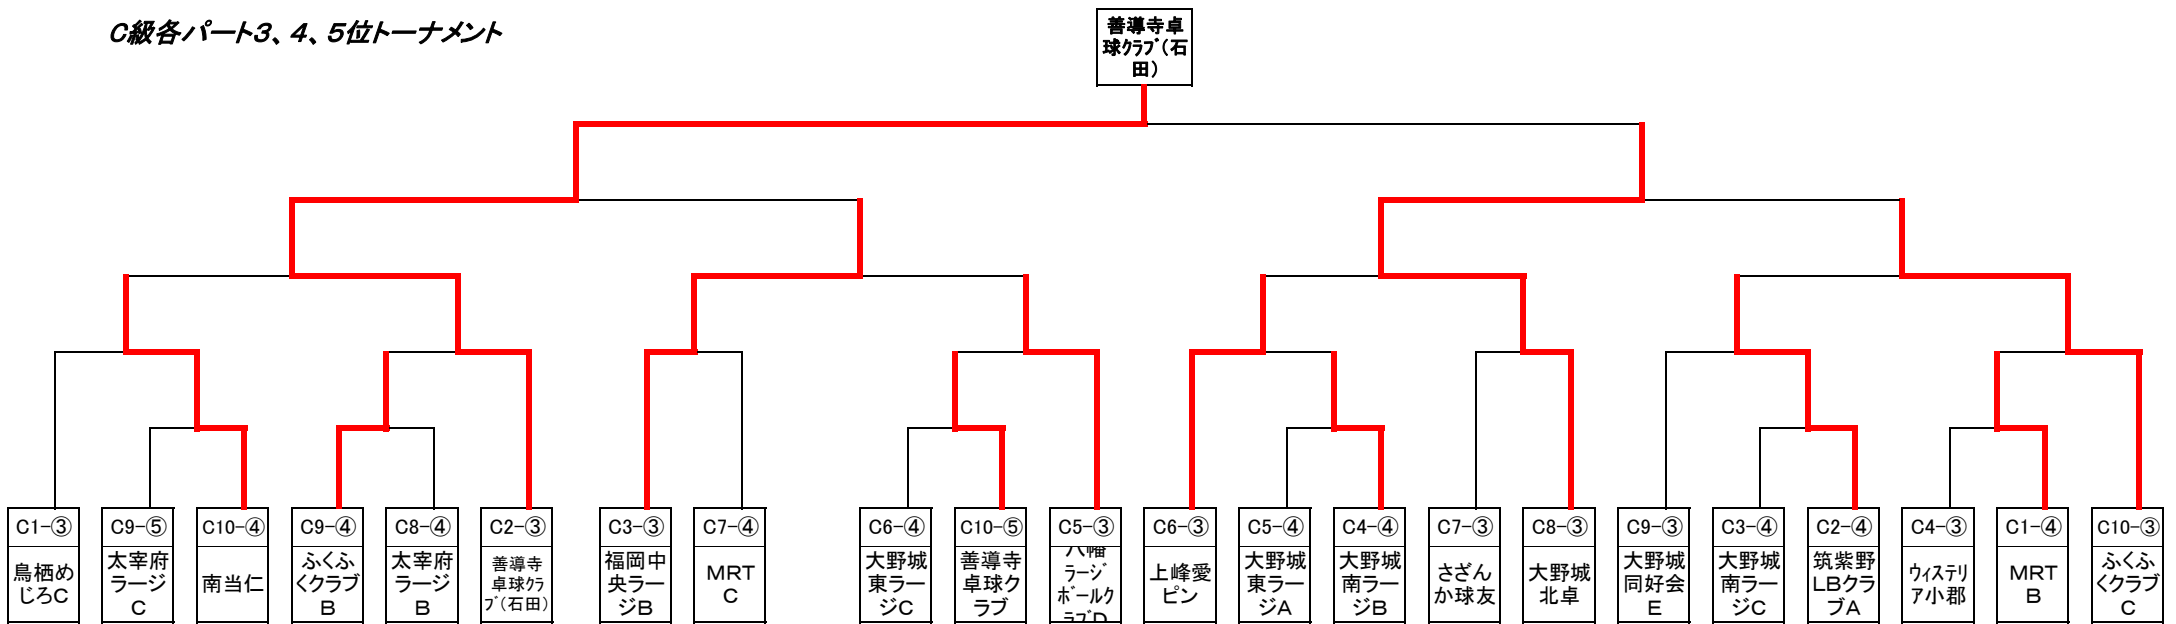 C級各パート3、4、5位トーナメント
善導寺卓
球ｸﾗﾌﾞ(石
田)
C1-③
鳥栖め
じろC
C9-⑤
太宰府
ラージ
C
C10-④
南当仁
C9-④
ふくふ
くクラブ
B
C8-④
太宰府
ラージ
B
C2-③
善導寺
卓球ｸﾗ
ﾌﾞ(石田)
C3-③
福岡中
央ラー
ジB
C7-④
MRT
C
C6-④
大野城
東ラー
ジC
C10-⑤
善導寺
卓球ク
ラブ
C5-③
八幡
ﾗｰｼﾞ
ﾎﾞｰﾙｸ
ﾗﾌﾞD
C6-③
上峰愛
ピン
C5-④
大野城
東ラー
ジA
C4-④
大野城
南ラー
ジB
C7-③
さざん
か球友
C8-③
大野城
北卓
C9-③
大野城
同好会
E
C3-④
大野城
南ラー
ジC
C2-④
筑紫野
LBクラ
ブA
C4-③
ｳｨｽﾃﾘ
ア小郡
C1-④
MRT
B
C10-③
ふくふ
くクラブ
C